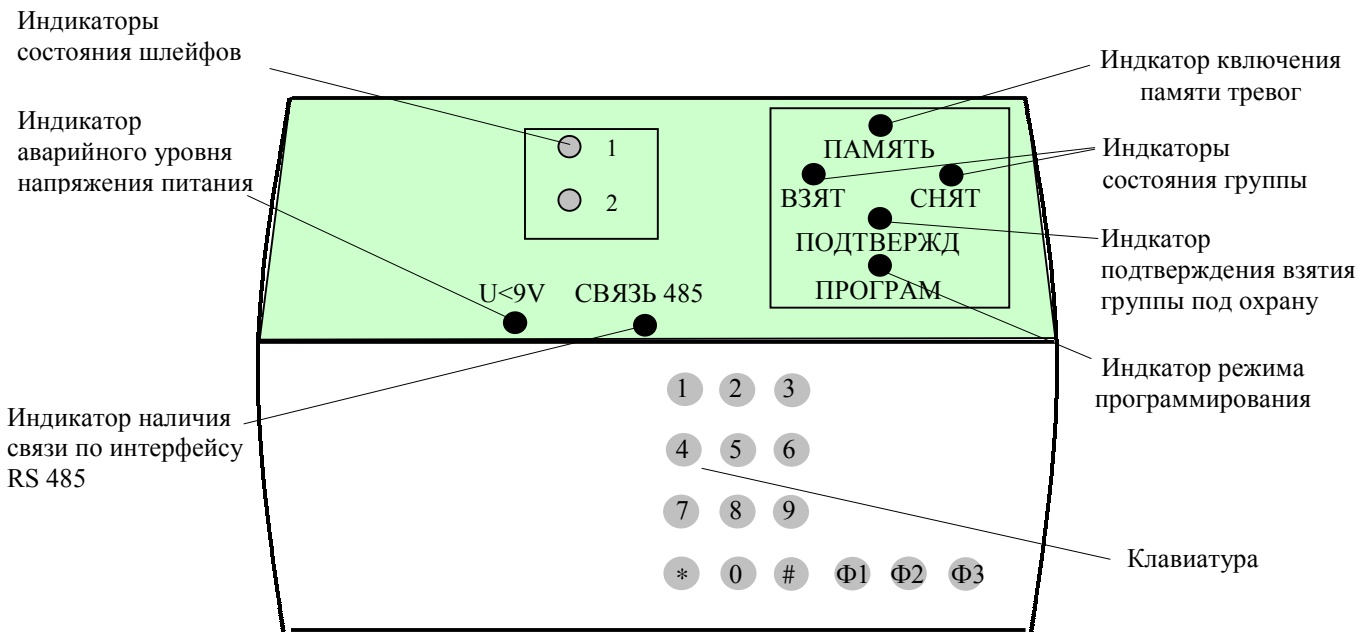 Индикаторы
состояния шлейфов
Индикатор
аварийного уровня
напряжения питания
Индикатор наличия
связи по интерфейсу
RS 485
1
2
U<9V СВЯЗЬ 485
ПАМЯТЬ
ВЗЯТ СНЯТ
ПОДТВЕРЖД
ПРОГРАМ
Индкатор квлючения
памяти тревог
Индкаторы
состояния группы
Индкатор
подтверждения взятия
группы под охрану
Индкатор режима
программирования
1 2 3
4 5 6
7 8 9
* 0 # Ф1 Ф2 Ф3
Клавиатура